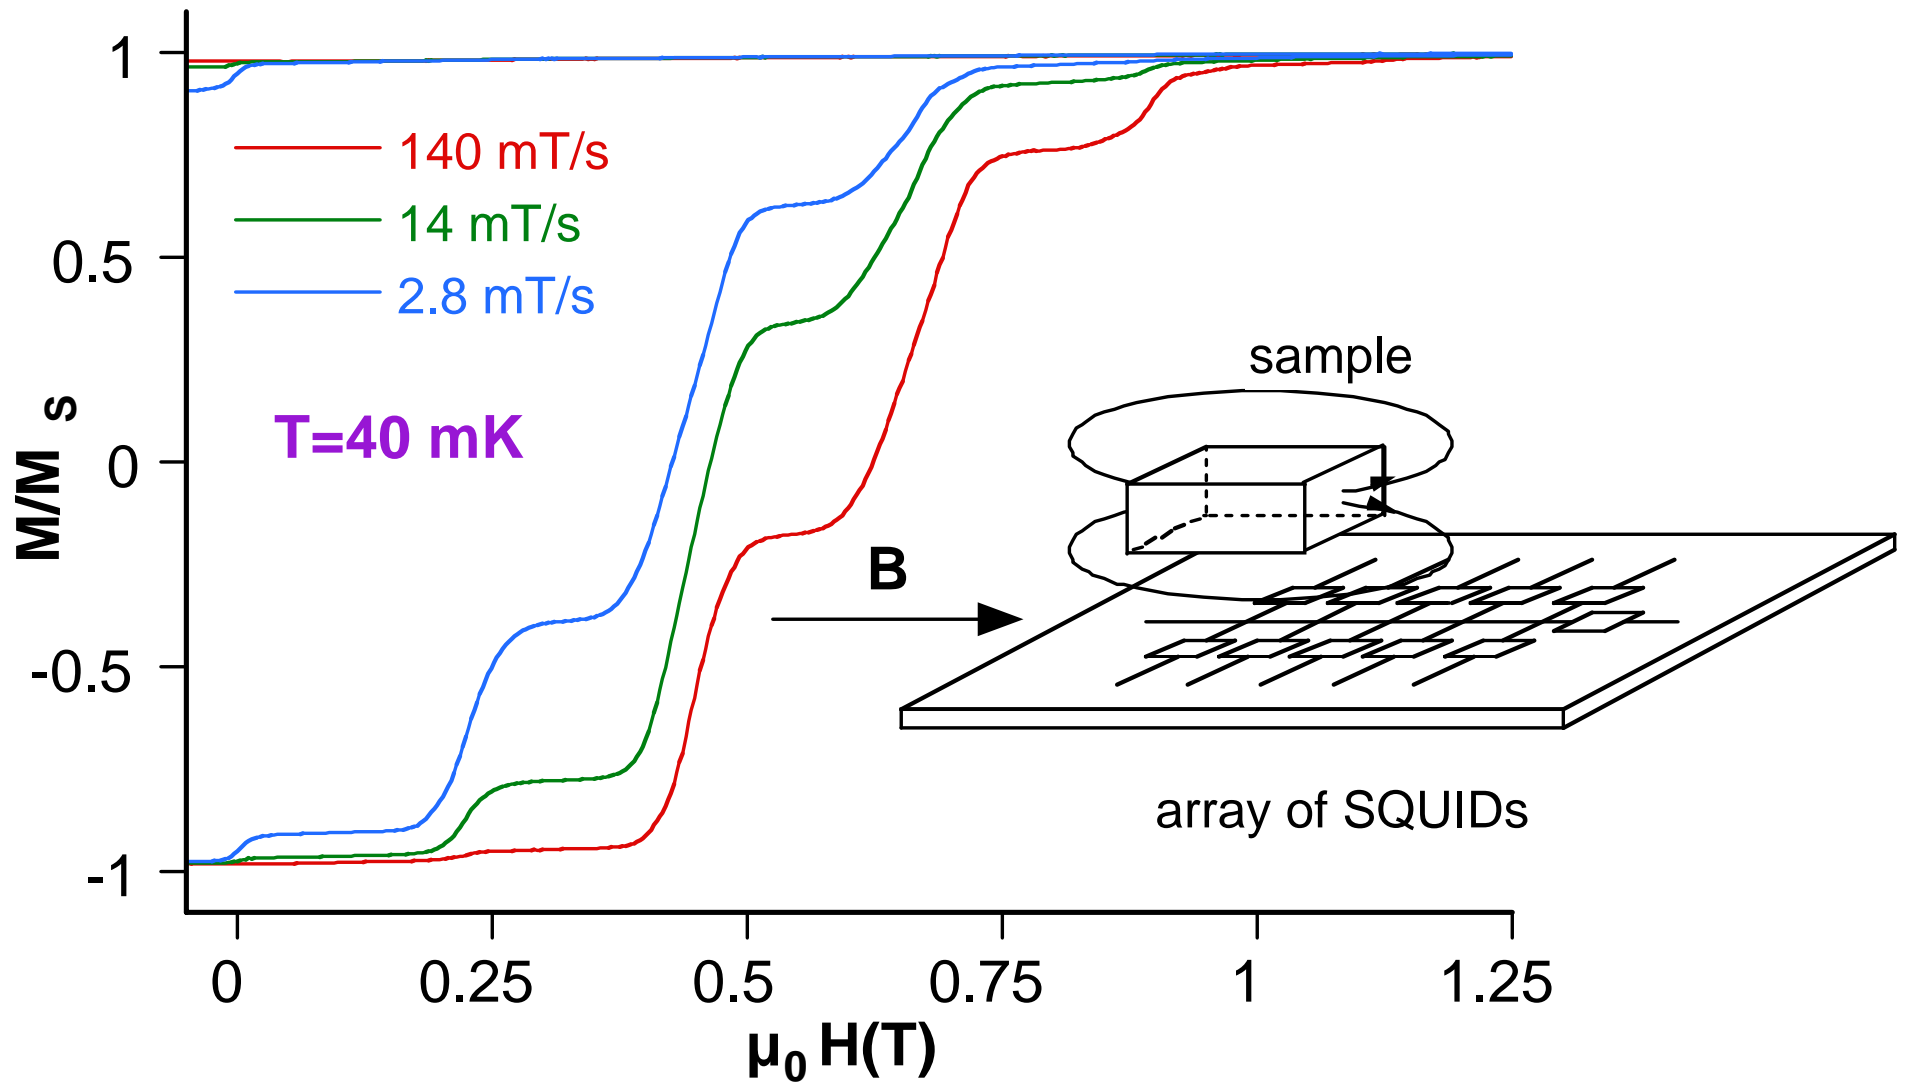 1
140 mT/s
14 mT/s
0.5
2.8 mT/s
sample
T=40 mK
M/M s
0
B
-0.5
array of SQUIDs
-1
0 0.25 0.5 0.75 1 1.25
µ₀ H(T)